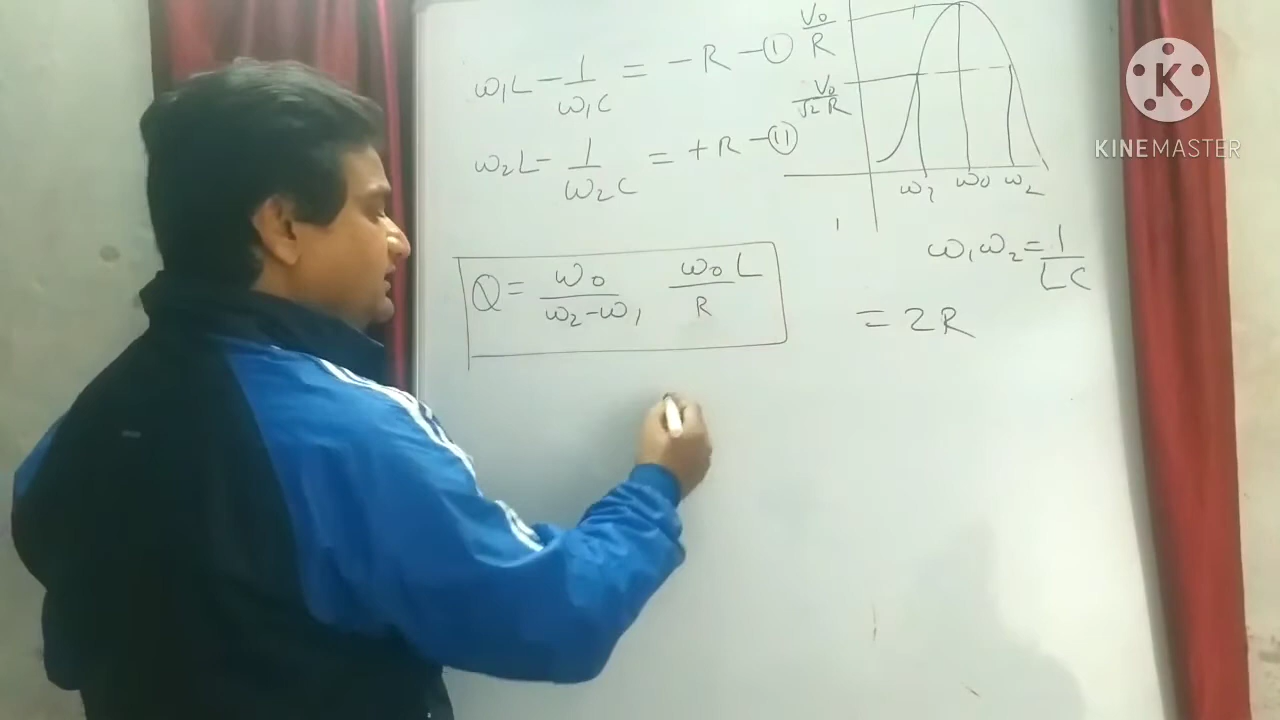 ω₁L - 1/ω₁C = - R - (I)
ω₂L - 1/ω₂C = + R - (II)
V₀/R
V₀/√2 R
ω₁ ω₀ ω₂
ω₁ω₂ = 1/LC
Q = ω₀/ω₂-ω₁ ω₀L/R
= 2R
K
KINEMASTER